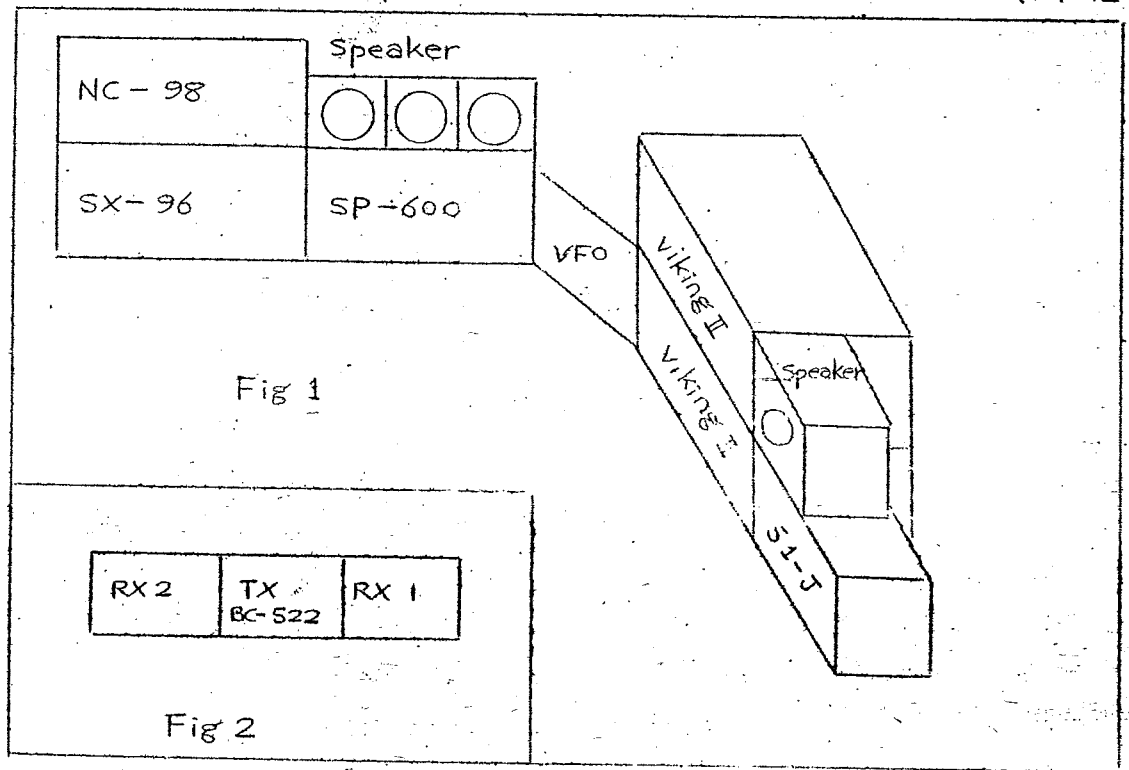 Speaker
NC-98
SX-96
SP-600
VFO
Viking II
Viking II
Speaker
51-J
Fig 1
RX 2
TX
BC-522
RX 1
Fig 2